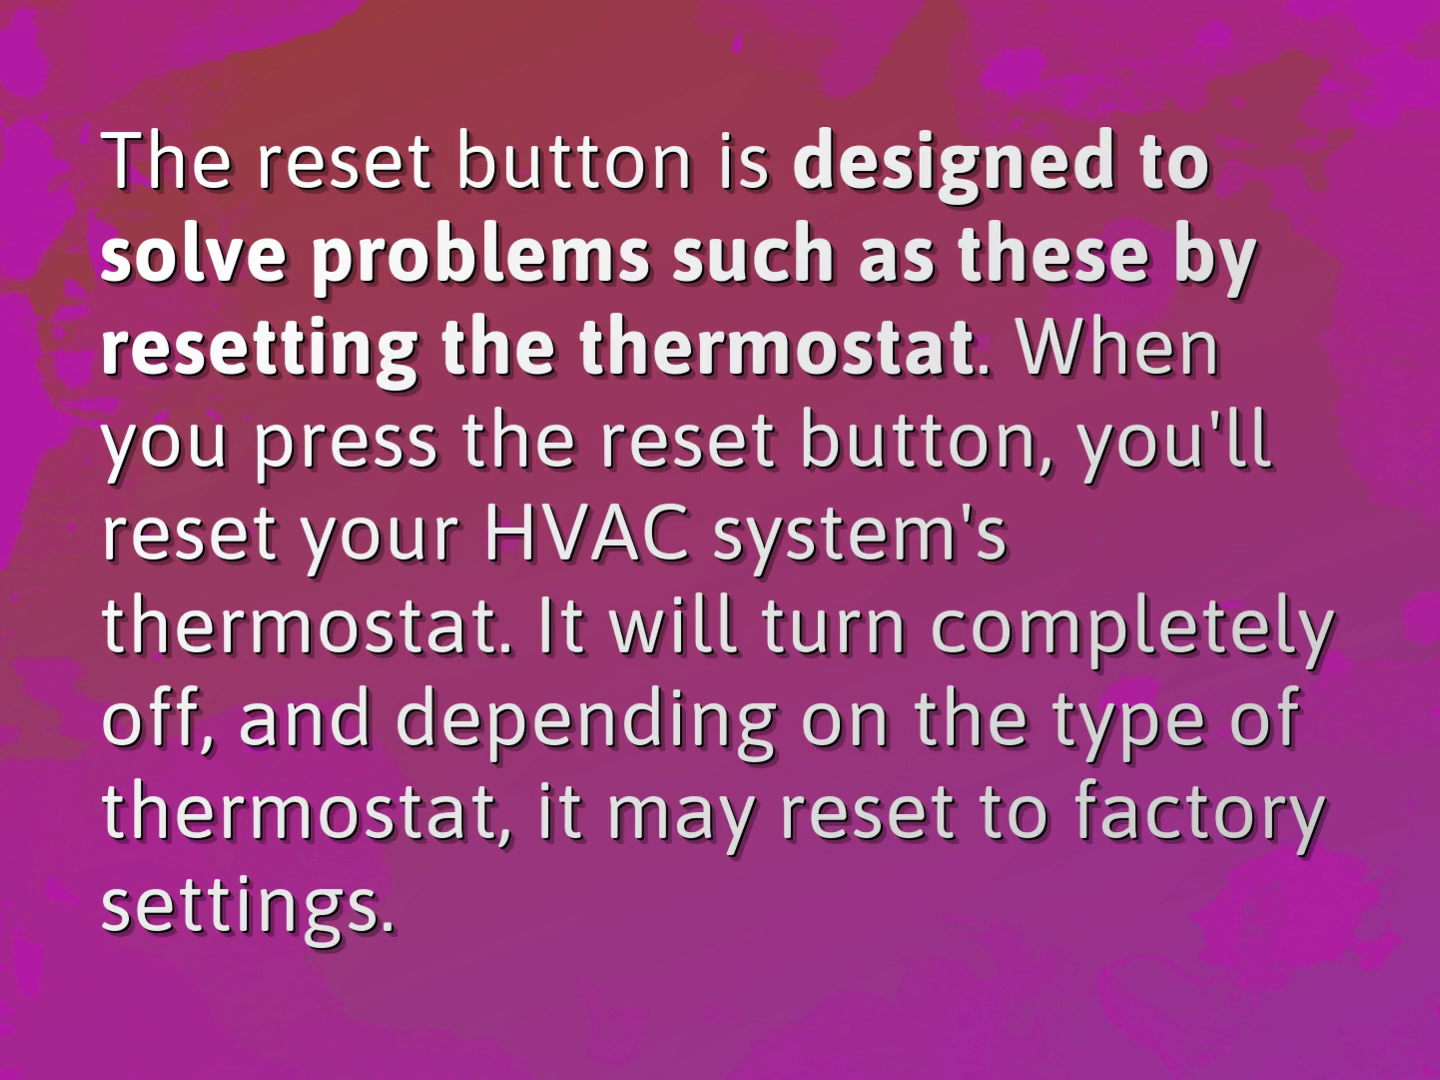 The reset button is designed to
solve problems such as these by
resetting the thermostat. When
you press the reset button, you'll
reset your HVAC system's
thermostat. It will turn completely
off, and depending on the type of
thermostat, it may reset to factory
settings.